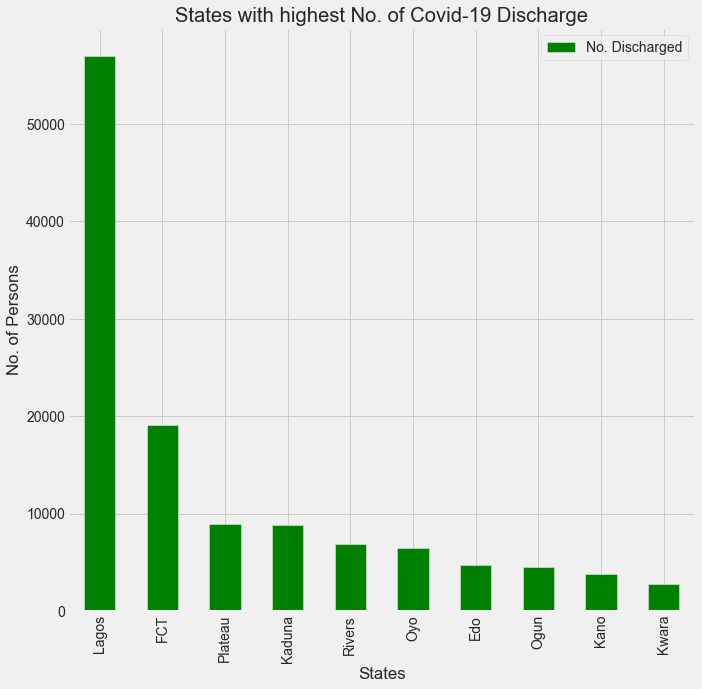 States with highest No. of Covid-19 Discharge
No. Discharged
No. of Persons
50000
40000
30000
20000
10000
0
Lagos
FCT
Plateau
Kaduna
Rivers
Oyo
Edo
Ogun
Kano
Kwara
States